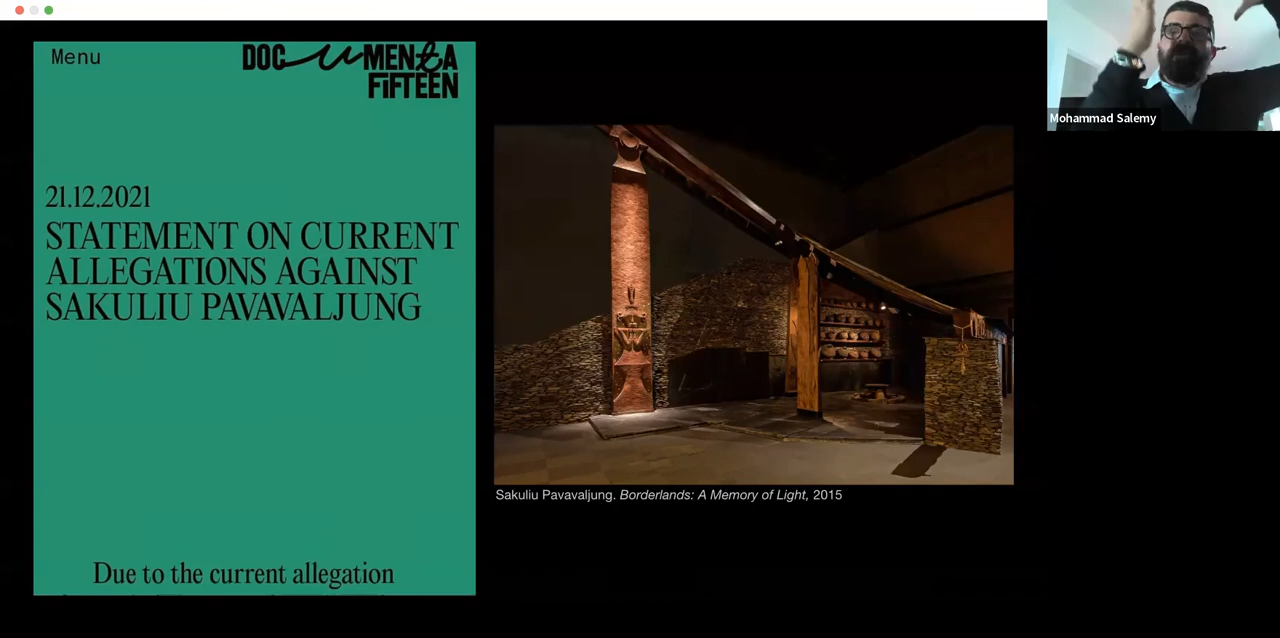 Menu
DOCUMENTA
FIFTEEN
21.12.2021
STATEMENT ON CURRENT
ALLEGATIONS AGAINST
SAKULIU PAVAVALJUNG
Due to the current allegation
Sakuliu Pavavaljung. Borderlands: A Memory of Light, 2015
Mohammad Salemy